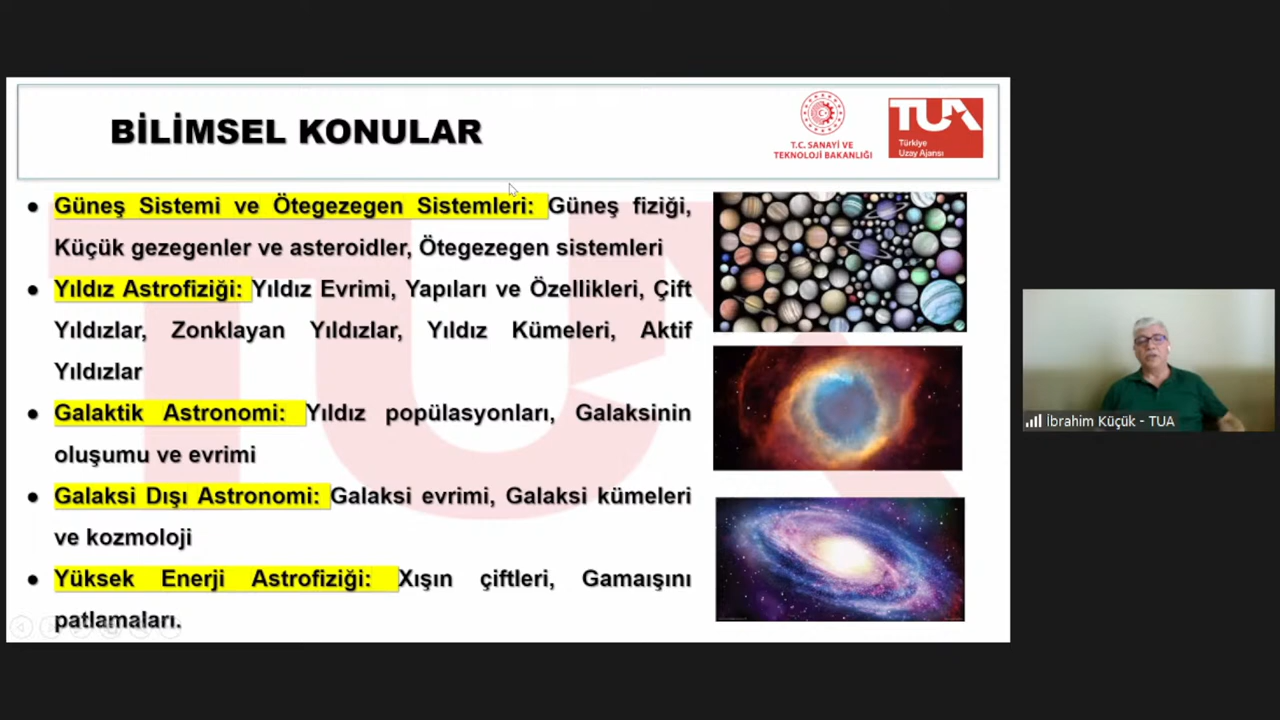 BİLİMSEL KONULAR
T.C. SANAYİ VE
TEKNOLOJİ BAKANLIĞI
TUA
Türkiye
Uzay Ajansı
Güneş Sistemi ve Ötegezegen Sistemleri: Güneş fiziği,
Küçük gezegenler ve asteroidler, Ötegezegen sistemleri
Yıldız Astrofiziği: Yıldız Evrimi, Yapıları ve Özellikleri, Çift
Yıldızlar, Zonklayan Yıldızlar, Yıldız Kümeleri, Aktif
Yıldızlar
Galaktik Astronomi: Yıldız popülasyonları, Galaksinin
oluşumu ve evrimi
Galaksi Dışı Astronomi: Galaksi evrimi, Galaksi kümeleri
ve kozmoloji
Yüksek Enerji Astrofiziği: Xışın çiftleri, Gamaışını
patlamaları.
İbrahim Küçük - TUA